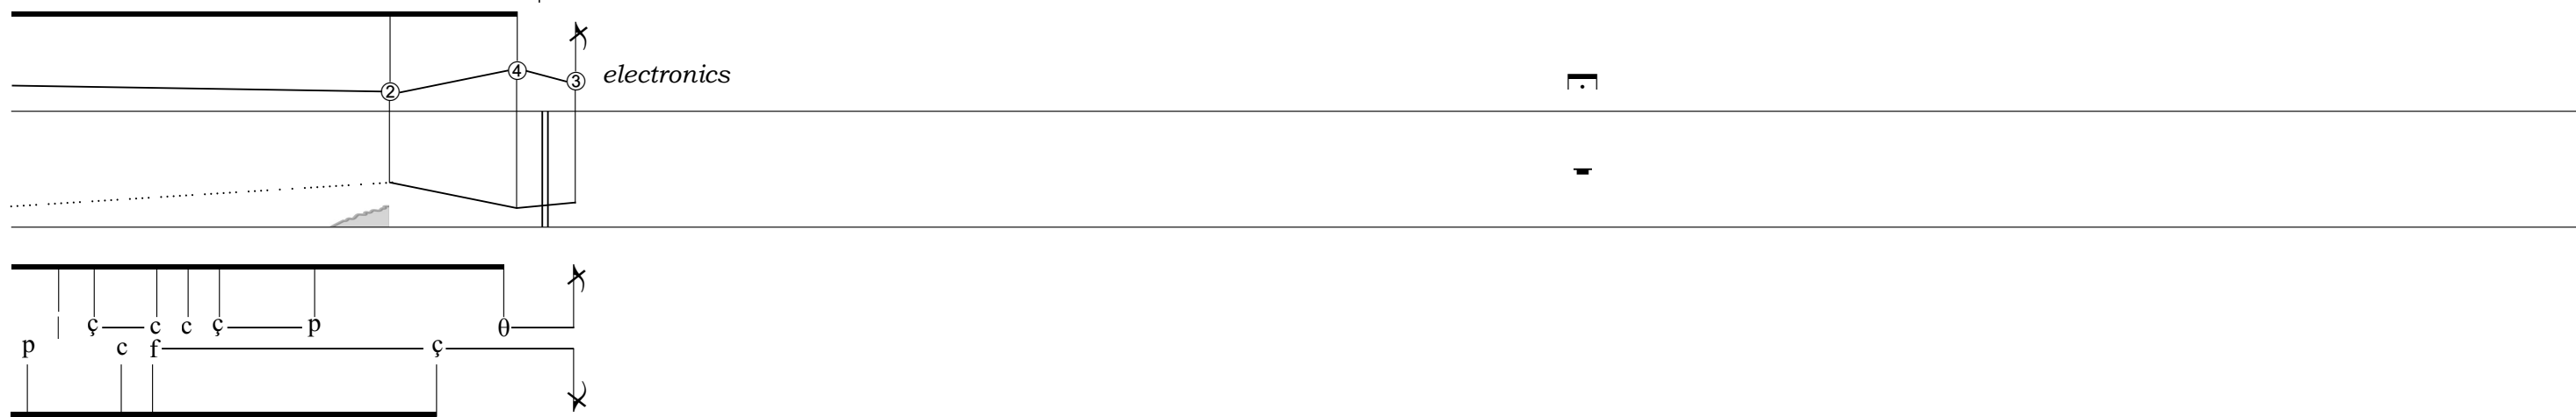 ④
② ③ electronics
ç c c ç p θ
p c f ç